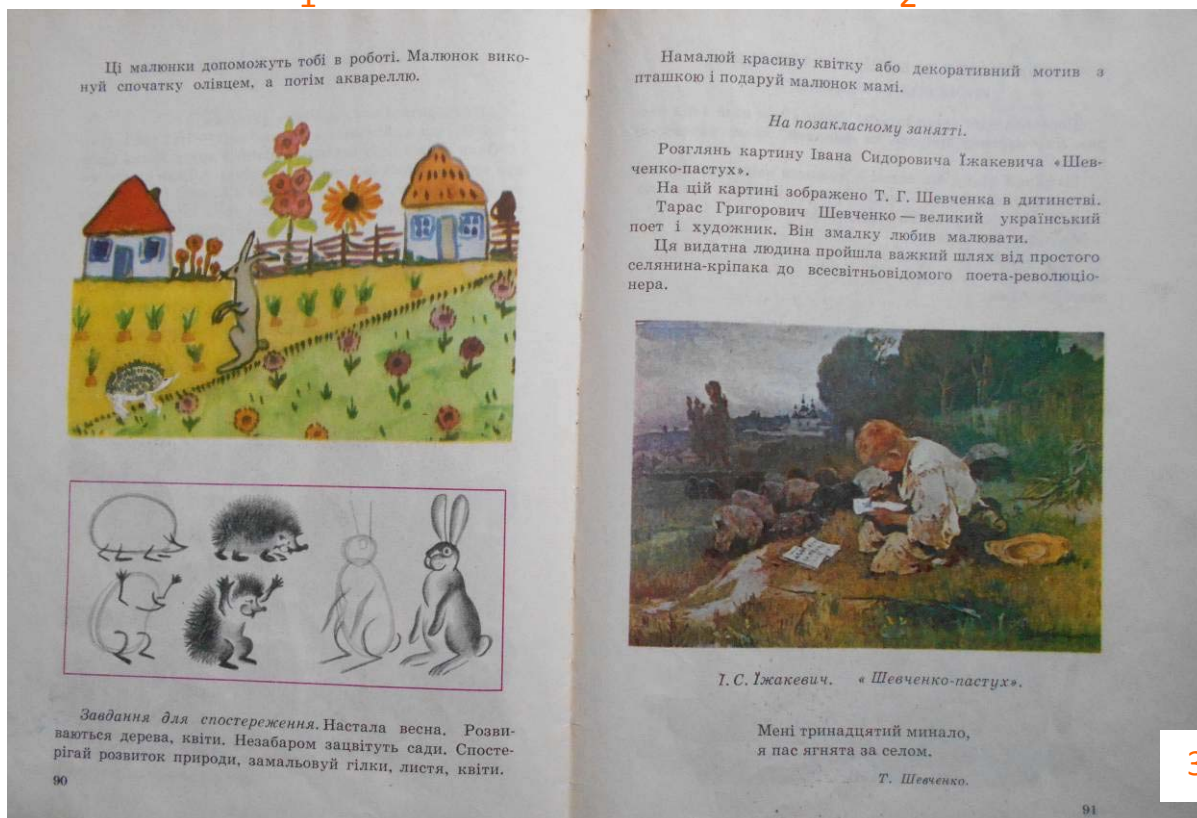 1
2
Ці малюнки допоможуть тобі в роботі. Малюнок вико-
нуй спочатку олівцем, а потім аквареллю.
Завдання для спостереження. Настала весна. Розви-
ваються дерева, квіти. Незабаром зацвітуть сади. Спосте-
рігай розвиток природи, замальовуй гілки, листя, квіти.
90
Намалюй красиву квітку або декоративний мотив з
пташкою і подаруй малюнок мамі.
На позакласному занятті.
Розглянь картину Івана Сидоровича Їжакевича «Шев-
ченко-пастух».
На цій картині зображено Т. Г. Шевченка в дитинстві.
Тарас Григорович Шевченко — великий український
поет і художник. Він змалку любив малювати.
Ця видатна людина пройшла важкий шлях від простого
селянина-кріпака до всесвітньовідомого поета-революціо-
нера.
І. С. Їжакевич. «Шевченко-пастух».
Мені тринадцятий минало,
я пас ягнята за селом.
Т. Шевченко.
91
3